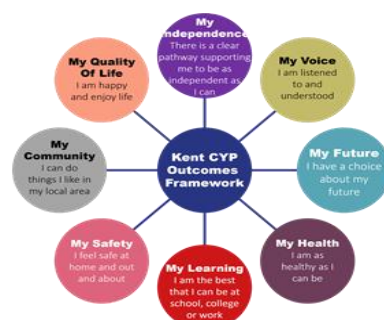 My
Independence
There is a clear
pathway supporting
me to be as
independent as
I can
My Voice
I am listened
to and
understood
My Future
I have a choice
about my
future
My Health
I am as
healthy as I
can be
My Learning
I am the best
that I can be at
school, college
or work
My Safety
I feel safe at
home and out
and about
My
Community
I can do
things I like in
my local area
My Quality
Of Life
I am happy
and enjoy life
Kent CYP
Outcomes
Framework